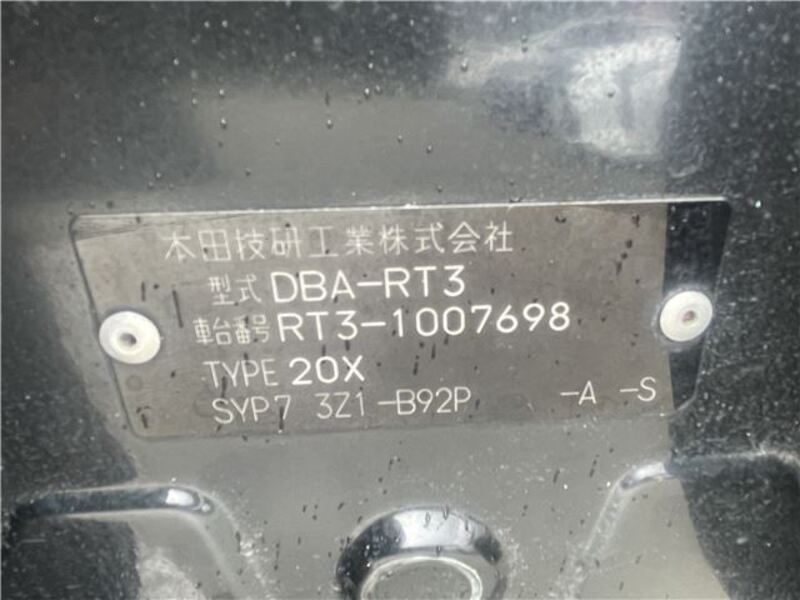 本田技研工業株式会社
型式 DBA-RT3
車台番号 RT3-1007698
TYPE 20X
SYP7 3Z1-B92P -A -S